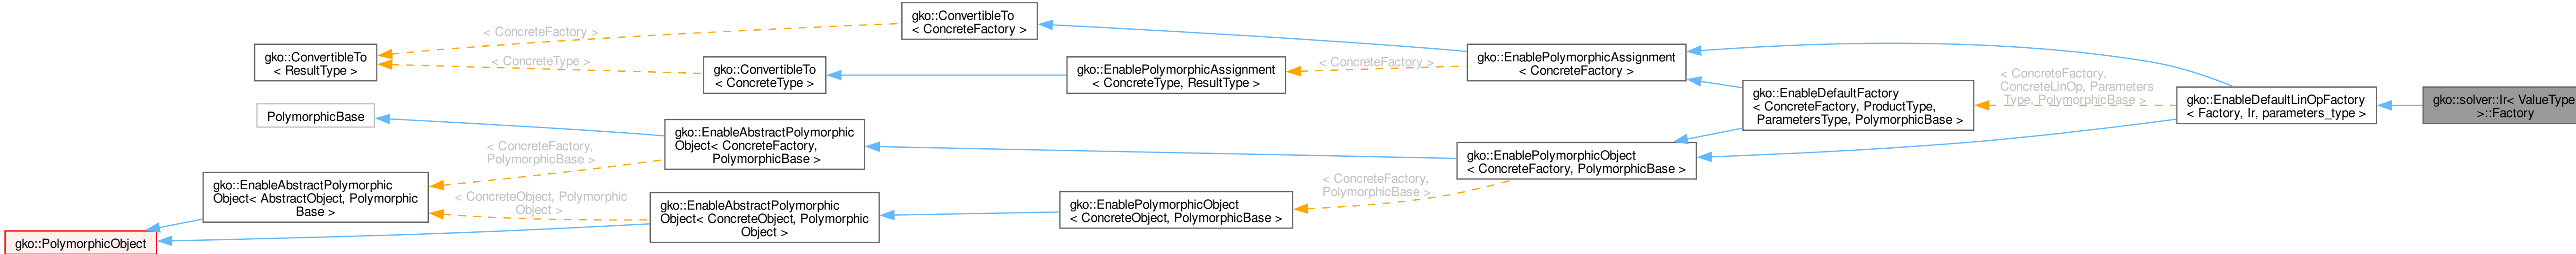 gko::ConvertibleTo
< ConcreteFactory >
< ConcreteFactory >
gko::ConvertibleTo
< ResultType >
< ConcreteType >
gko::ConvertibleTo
< ConcreteType >
gko::EnablePolymorphicAssignment
< ConcreteType, ResultType >
< ConcreteFactory >
gko::EnablePolymorphicAssignment
< ConcreteFactory >
PolymorphicBase
gko::EnableDefaultFactory
< ConcreteFactory, ProductType,
ParametersType, PolymorphicBase >
< ConcreteFactory,
ConcreteLinOp, Parameters
Type, PolymorphicBase >
gko::EnableDefaultLinOpFactory
< Factory, Ir, parameters_type >
gko::solver::Ir< ValueType
>::Factory
gko::EnableAbstractPolymorphic
Object< ConcreteFactory,
PolymorphicBase >
< ConcreteFactory,
PolymorphicBase >
gko::EnablePolymorphicObject
< ConcreteFactory, PolymorphicBase >
gko::EnableAbstractPolymorphic
Object< AbstractObject, Polymorphic
Base >
< ConcreteObject, Polymorphic
Object >
gko::EnableAbstractPolymorphic
Object< ConcreteObject, Polymorphic
Object >
gko::EnablePolymorphicObject
< ConcreteObject, PolymorphicBase >
< ConcreteFactory,
PolymorphicBase >
gko::PolymorphicObject